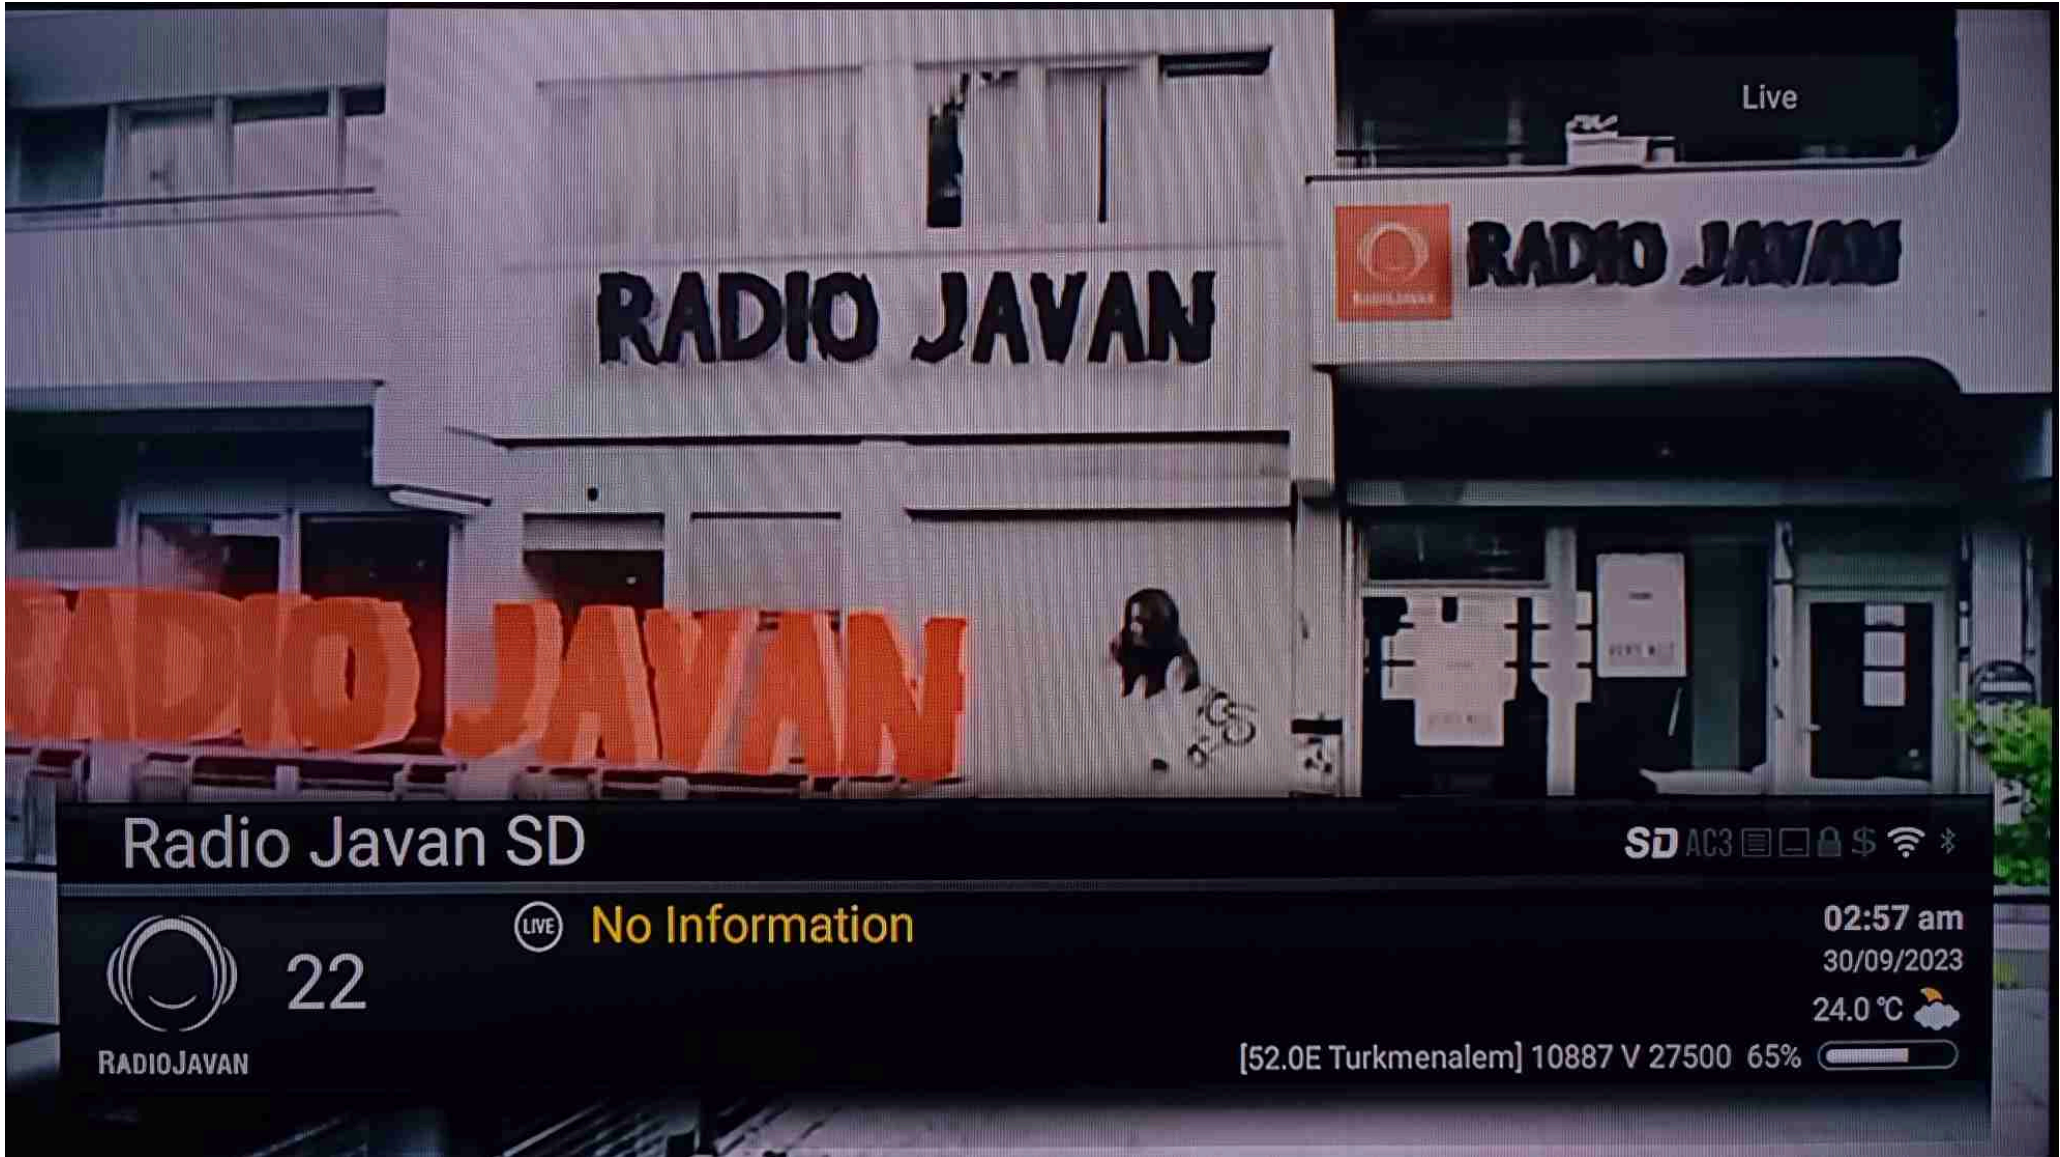 Live
RADIO JAVAN
RADIOJAVAN
RADIO JAVAN
RADIO JAVAN
Radio Javan SD
SD AC3 $
LIVE No Information
02:57 am
30/09/2023
22
24.0 °C
RADIOJAVAN
[52.0E Turkmenalem] 10887 V 27500 65%